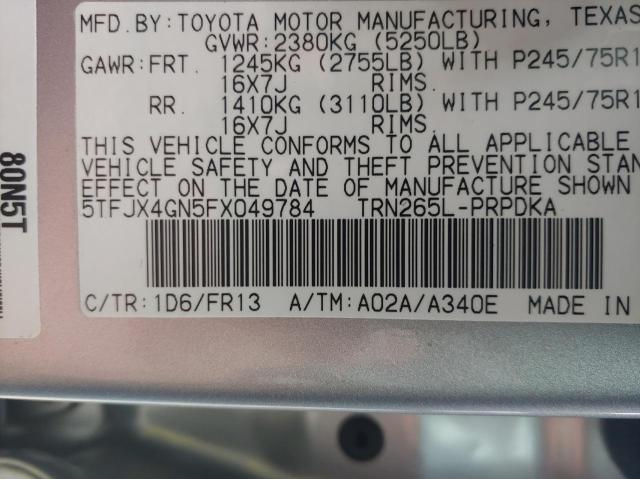 MFD. BY: TOYOTA MOTOR MANUFACTURING, TEXAS
GVWR: 2380KG (5250LB)
GAWR: FRT. 1245KG (2755LB) WITH P245/75R1
16X7J RIMS.
RR. 1410KG (3110LB) WITH P245/75R1
16X7J RIMS.
THIS VEHICLE CONFORMS TO ALL APPLICABLE
VEHICLE SAFETY AND THEFT PREVENTION STAN
EFFECT ON THE DATE OF MANUFACTURE SHOWN
5TFJX4GN5FX049784 TRN265L-PRPDKA
C/TR: 1D6/FR13 A/TM: A02A/A340E MADE IN
80N5T